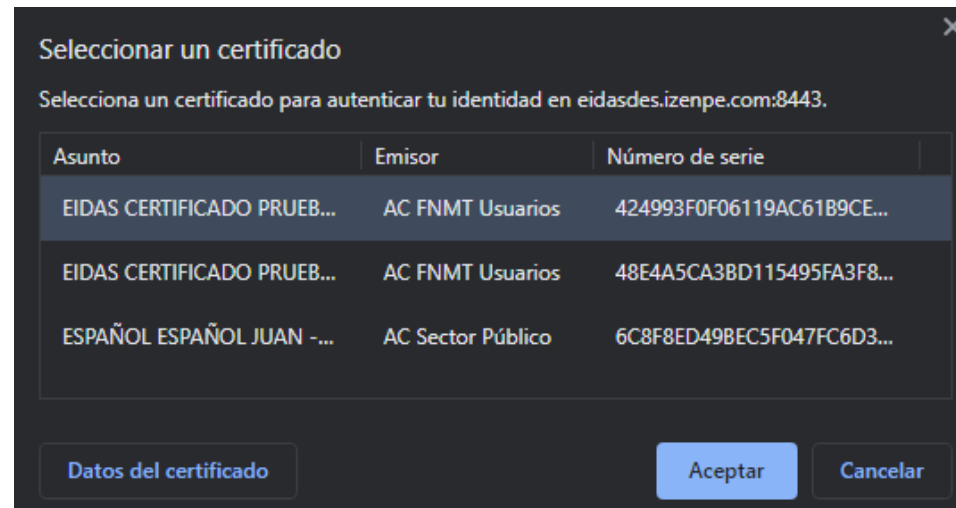 Seleccionar un certificado
Selecciona un certificado para autenticar tu identidad en eidasdes.izenpe.com:8443.
Asunto Emisor Número de serie
EIDAS CERTIFICADO PRUEB... AC FNMT Usuarios 424993F0F06119AC61B9CE...
EIDAS CERTIFICADO PRUEB... AC FNMT Usuarios 48E4A5CA3BD115495FA3F8...
ESPAÑOL ESPAÑOL JUAN -... AC Sector Público 6C8F8ED49BEC5F047FC6D3...
Datos del certificado Aceptar Cancelar